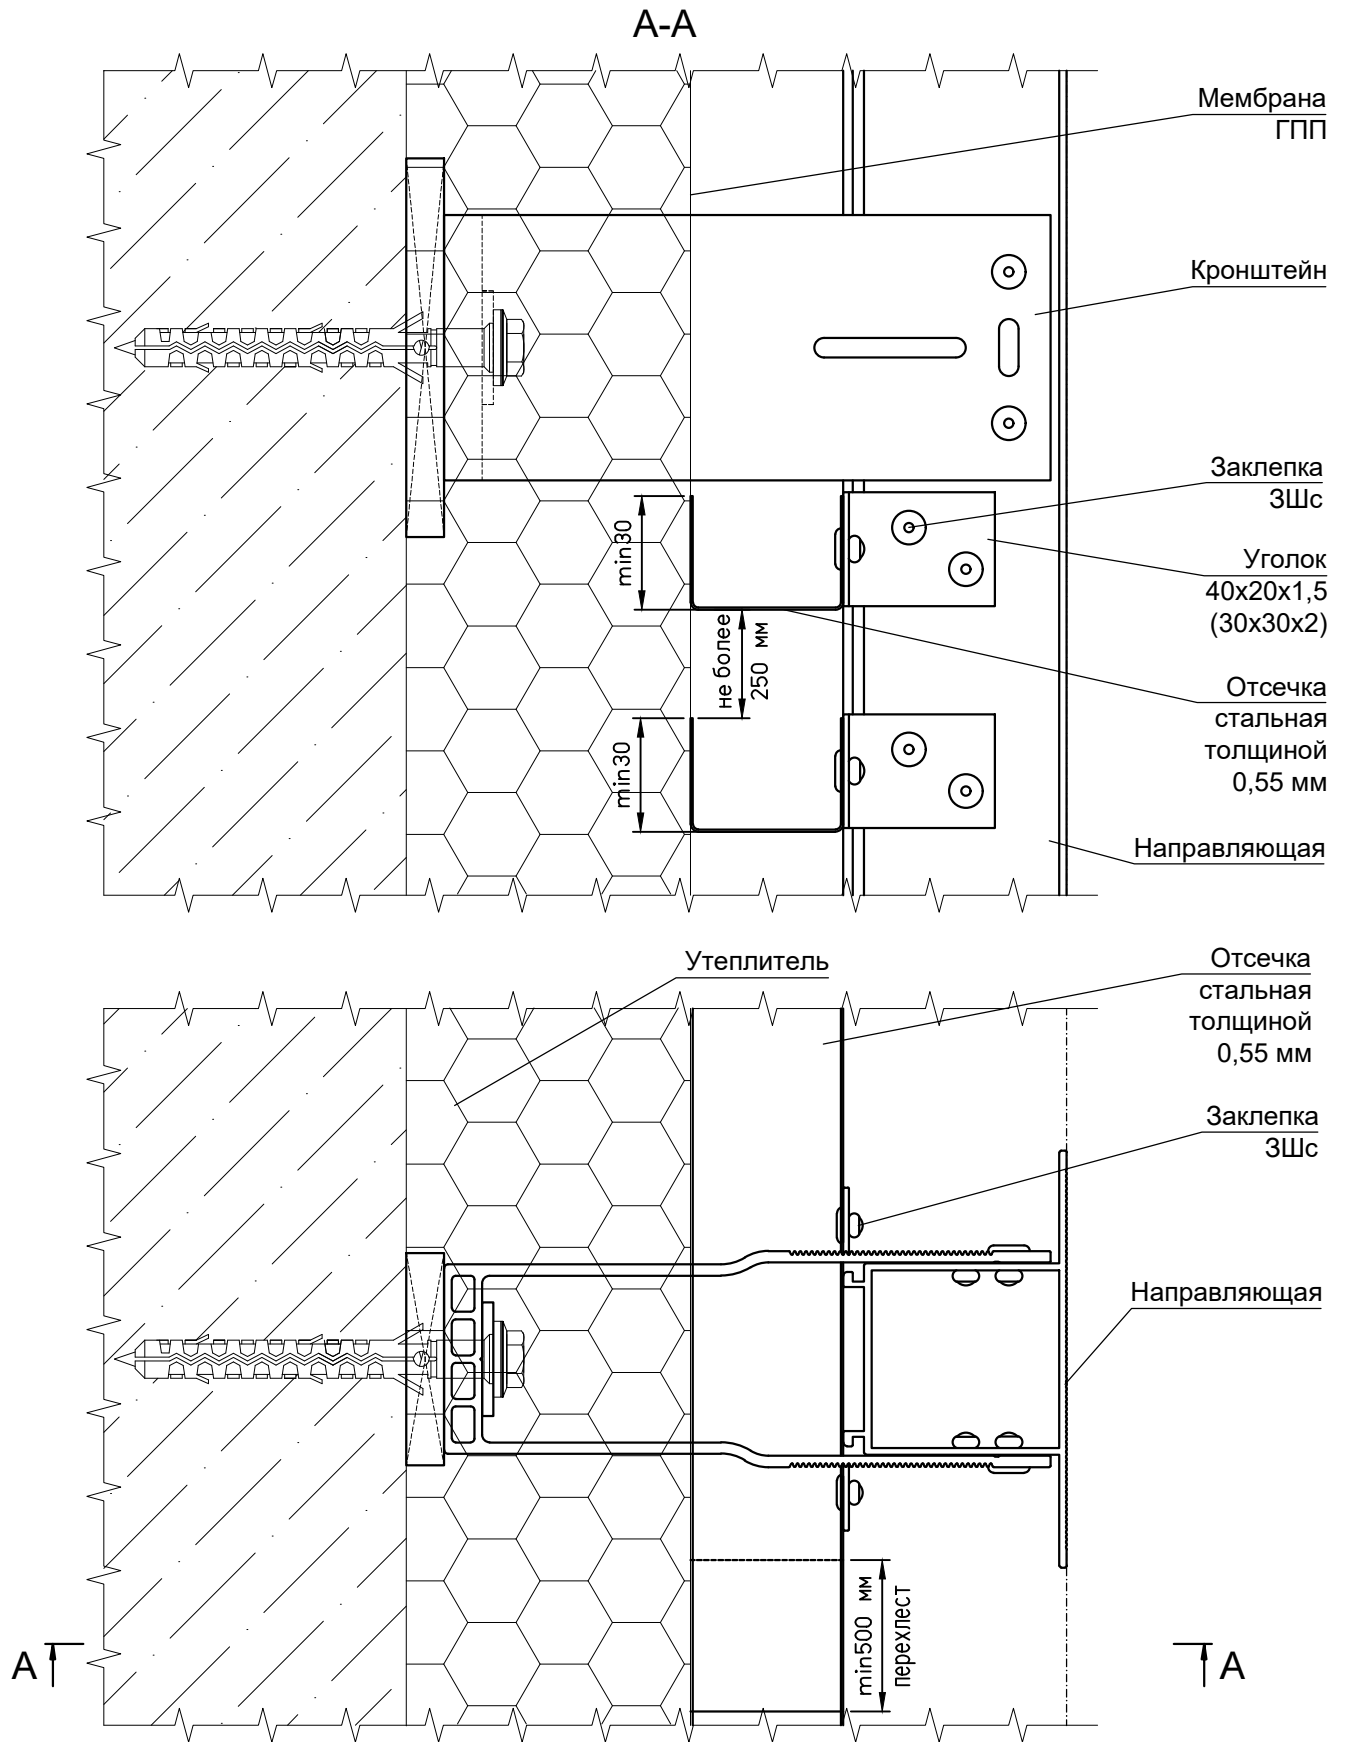 А-А
Мембрана
ГПП
Кронштейн
Заклепка
ЗШс
Уголок
40х20х1,5
(30х30х2)
Отсечка
стальная
толщиной
0,55 мм
Направляющая
min30
не более
250 мм
min30
Утеплитель
Отсечка
стальная
толщиной
0,55 мм
Заклепка
ЗШс
Направляющая
min500 мм
перехлест
А
А